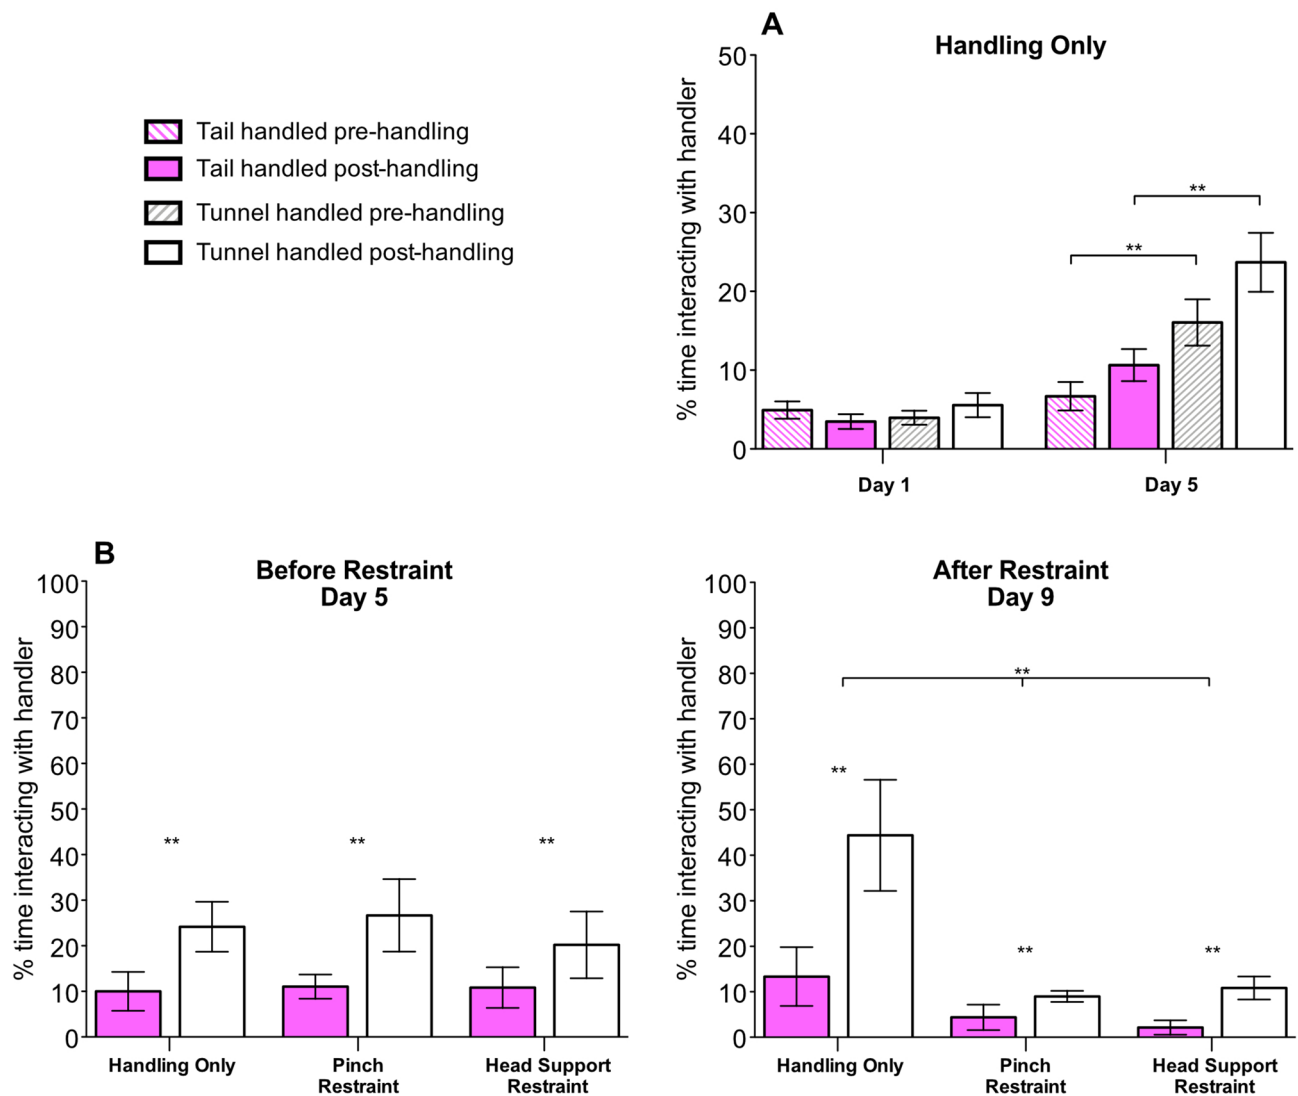 A
Handling Only
Tail handled pre-handling
Tail handled post-handling
Tunnel handled pre-handling
Tunnel handled post-handling
% time interacting with handler
50
40
30
20
10
0
**
**
Day 1
Day 5
B
Before Restraint
Day 5
% time interacting with handler
100
90
80
70
60
50
40
30
20
10
0
**
**
**
Handling Only
Pinch
Restraint
Head Support
Restraint
After Restraint
Day 9
% time interacting with handler
100
90
80
70
60
50
40
30
20
10
0
**
**
**
**
Handling Only
Pinch
Restraint
Head Support
Restraint